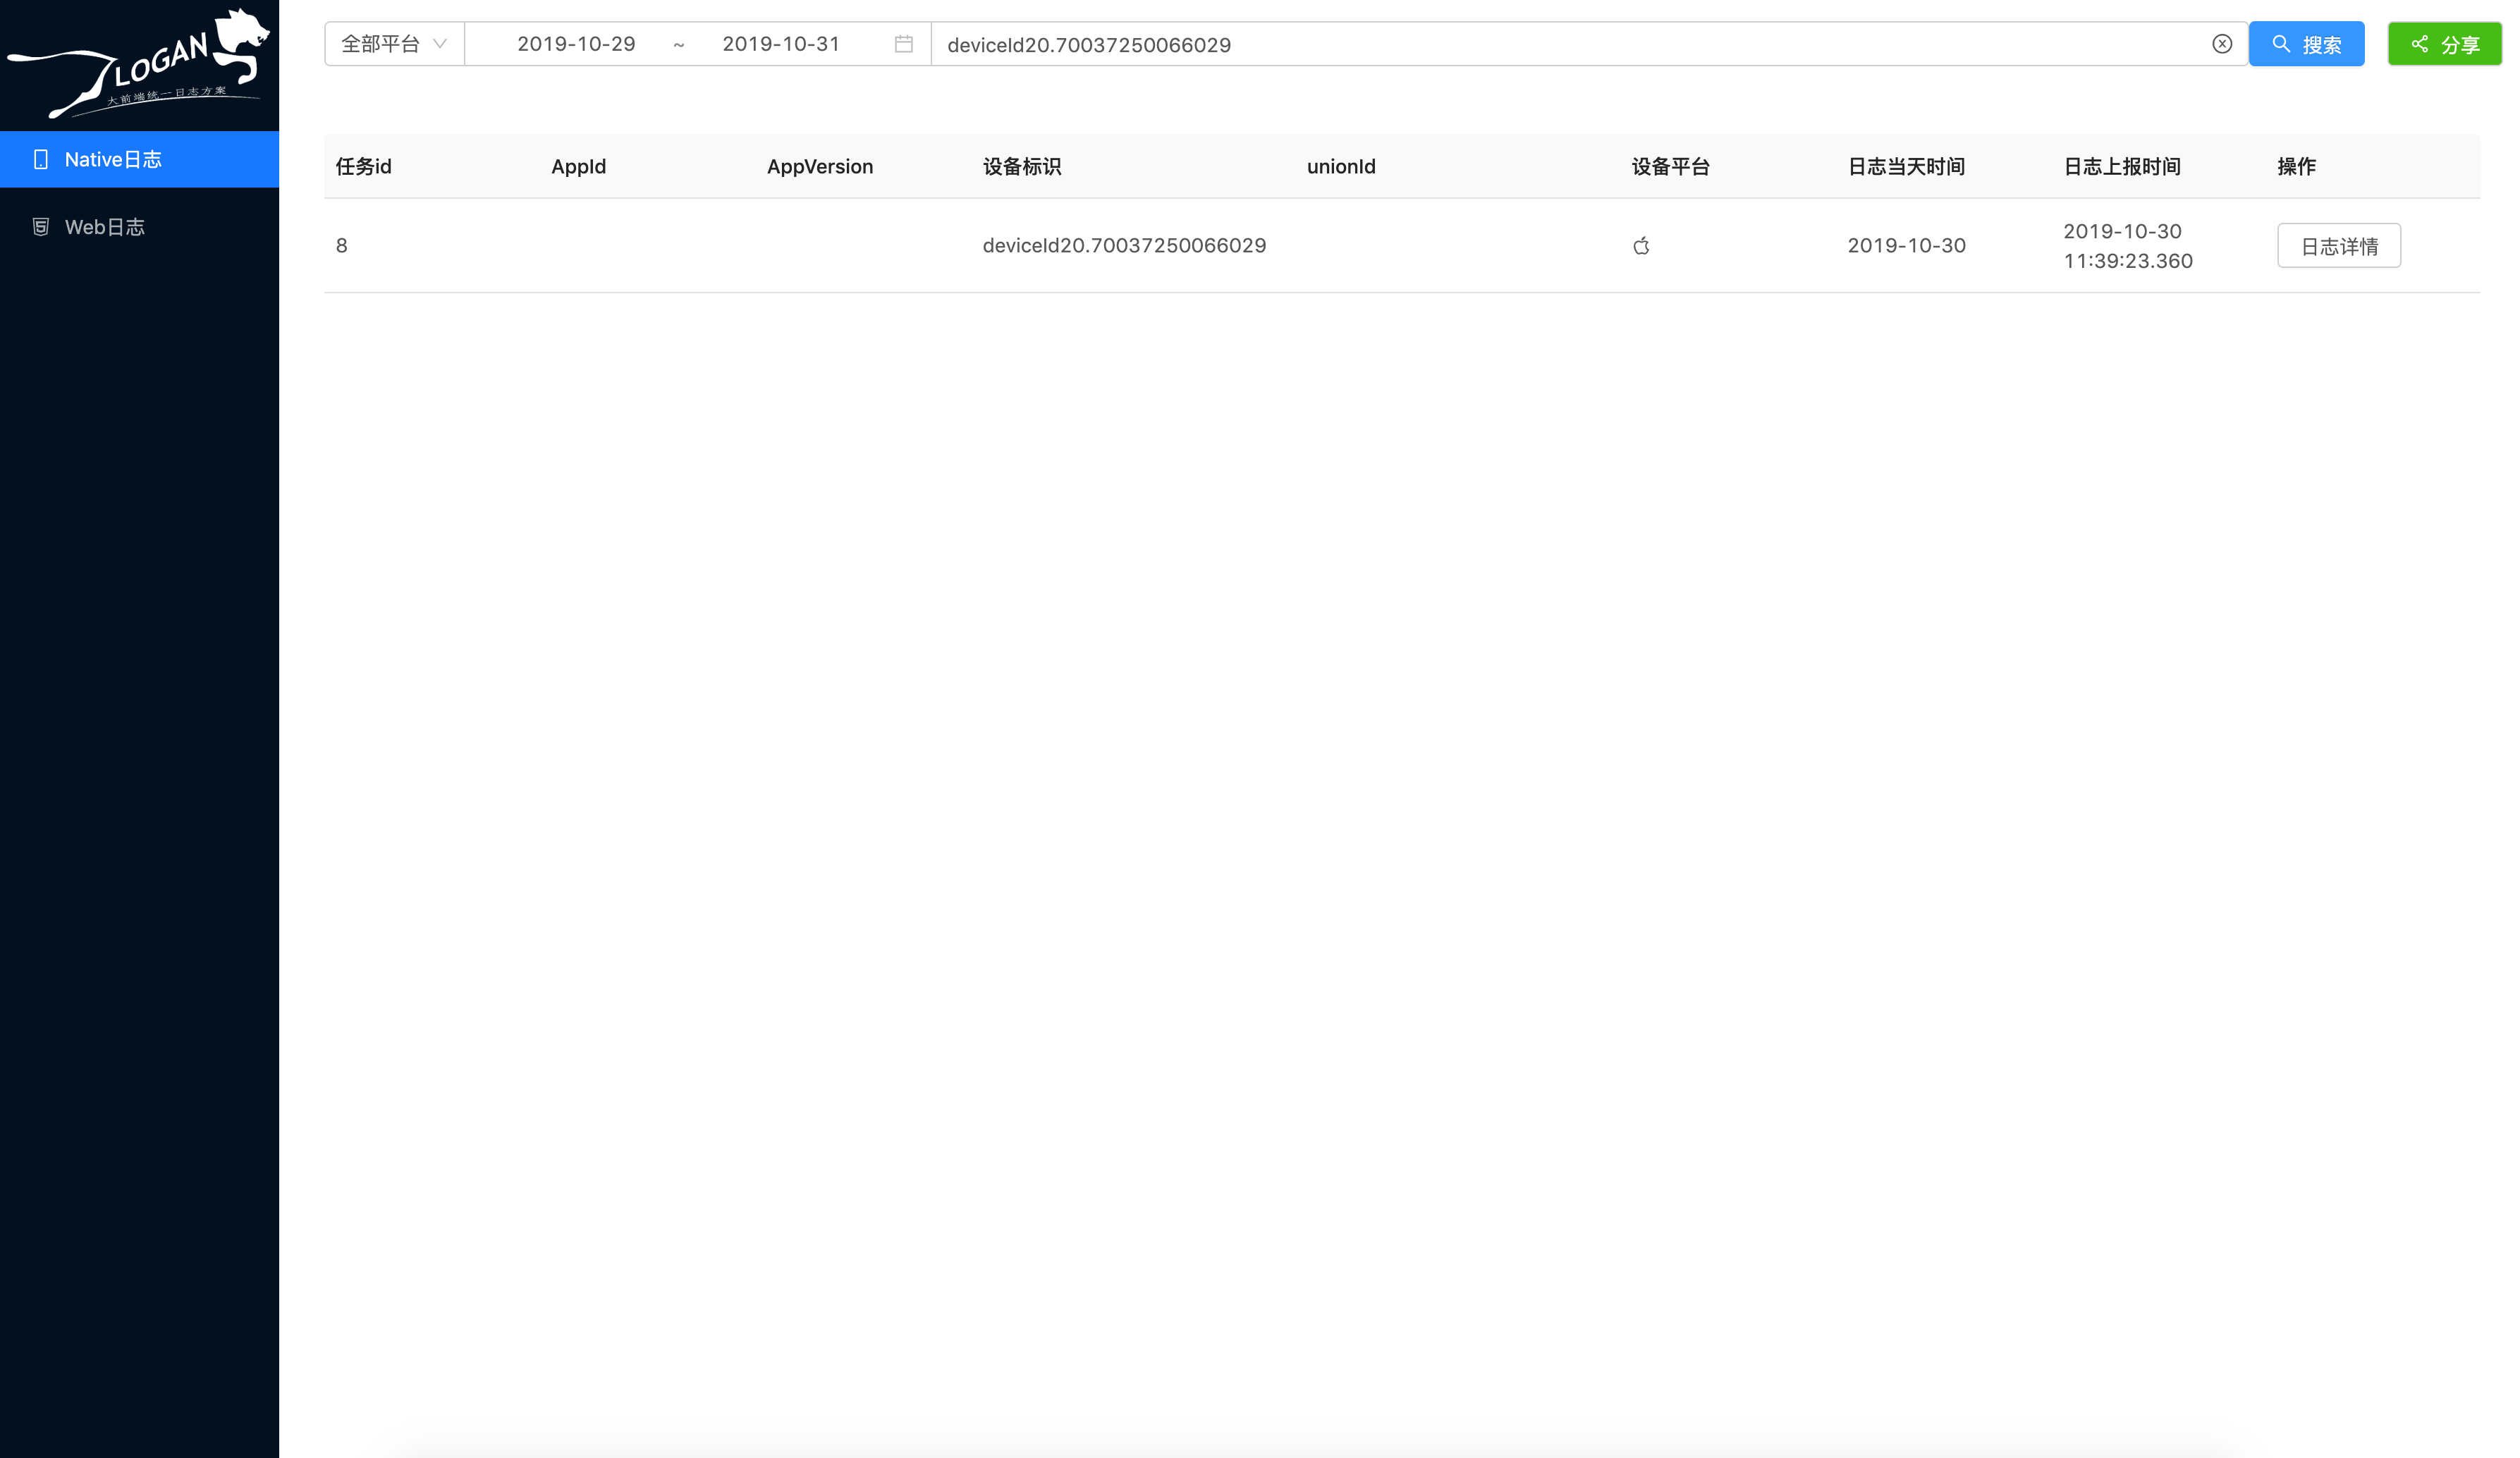 LOGAN
大前端统一日志方案
Native日志
Web日志
全部平台 2019-10-29 ~ 2019-10-31 deviceId20.70037250066029 搜索 分享
任务id AppId AppVersion 设备标识 unionId 设备平台 日志当天时间 日志上报时间 操作
8 deviceId20.70037250066029 2019-10-30 2019-10-30 日志详情
11:39:23.360